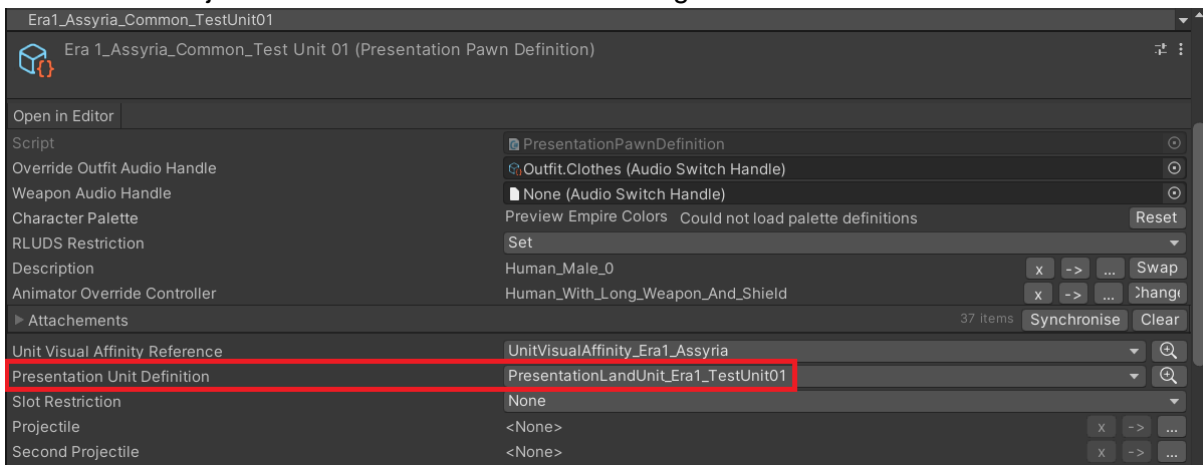 Era1_Assyria_Common_TestUnit01
Era 1_Assyria_Common_Test Unit 01 (Presentation Pawn Definition)
Open in Editor
Script PresentationPawnDefinition
Override Outfit Audio Handle Outfit.Clothes (Audio Switch Handle)
Weapon Audio Handle None (Audio Switch Handle)
Character Palette Preview Empire Colors Could not load palette definitions Reset
RLUDS Restriction Set
Description Human_Male_0 x -> ... Swap
Animator Override Controller Human_With_Long_Weapon_And_Shield x -> ...
Attachements 37 items Synchronise Clear
Unit Visual Affinity Reference UnitVisualAffinity_Era1_Assyria
Presentation Unit Definition PresentationLandUnit_Era1_TestUnit01
Slot Restriction None
Projectile <None> x -> ...
Second Projectile <None> x -> ...